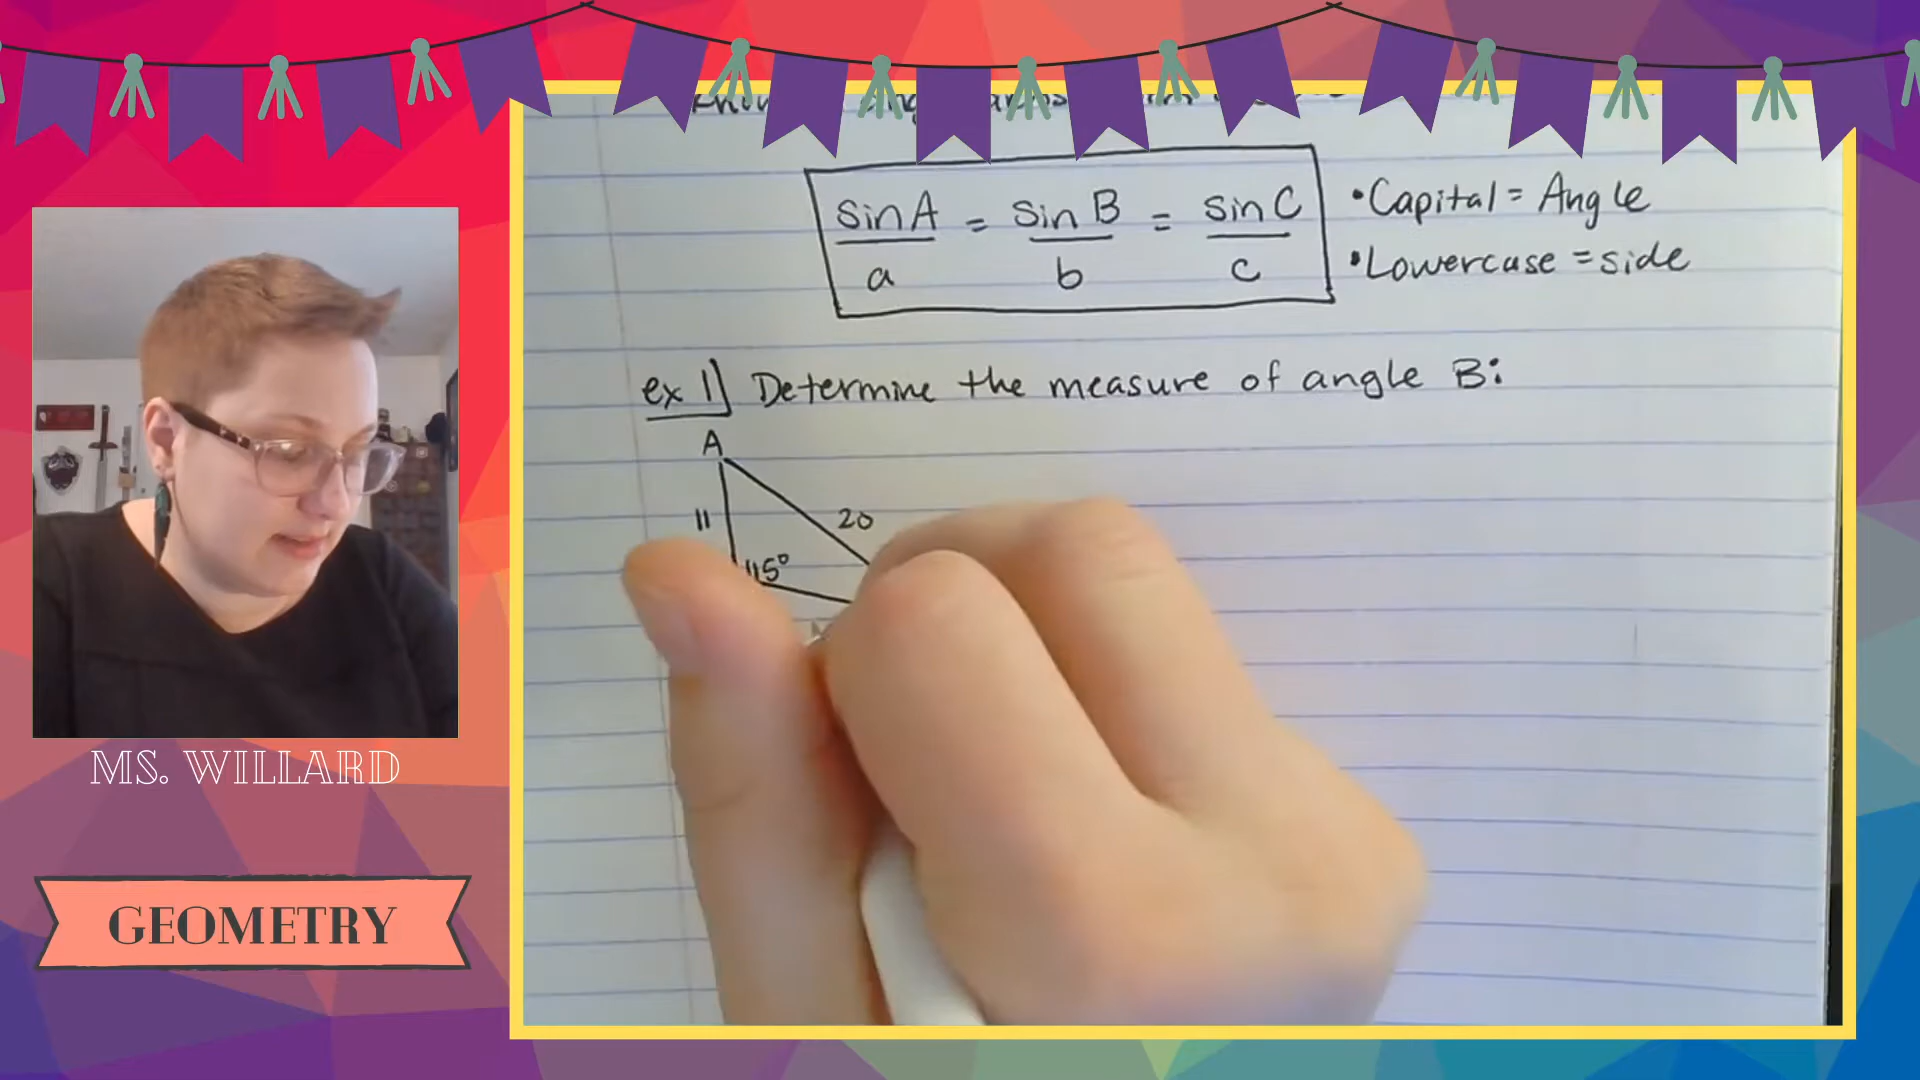 sin A = sin B = sin C
a b c
•Capital = Angle
•Lowercase = side
ex 1] Determine the measure of angle B:
A
11
20
115°
MS. WILLARD
GEOMETRY